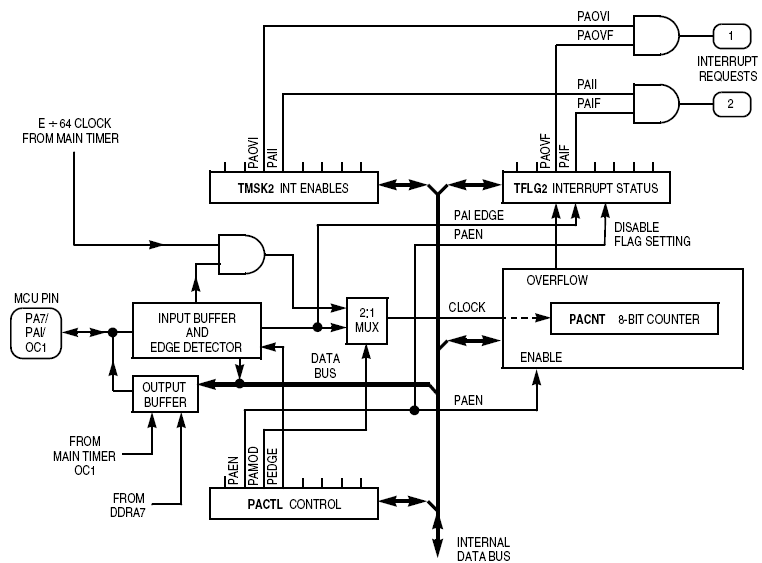 PAOVI
PAOVF
1
INTERRUPT
REQUESTS
PAII
PAIF
2
E ÷ 64 CLOCK
FROM MAIN TIMER
PAOVI
PAII
PAOVF
PAIF
TMSK2 INT ENABLES
TFLG2 INTERRUPT STATUS
PAI EDGE
PAEN
DISABLE
FLAG SETTING
OVERFLOW
MCU PIN
PA7/
PAI/
OC1
INPUT BUFFER
AND
EDGE DETECTOR
2:1
MUX
CLOCK
PACNT 8-BIT COUNTER
DATA
BUS
ENABLE
OUTPUT
BUFFER
PAEN
FROM
MAIN TIMER
OC1
PAEN
PAMOD
PEDGE
FROM
DDRA7
PACTL CONTROL
INTERNAL
DATA BUS